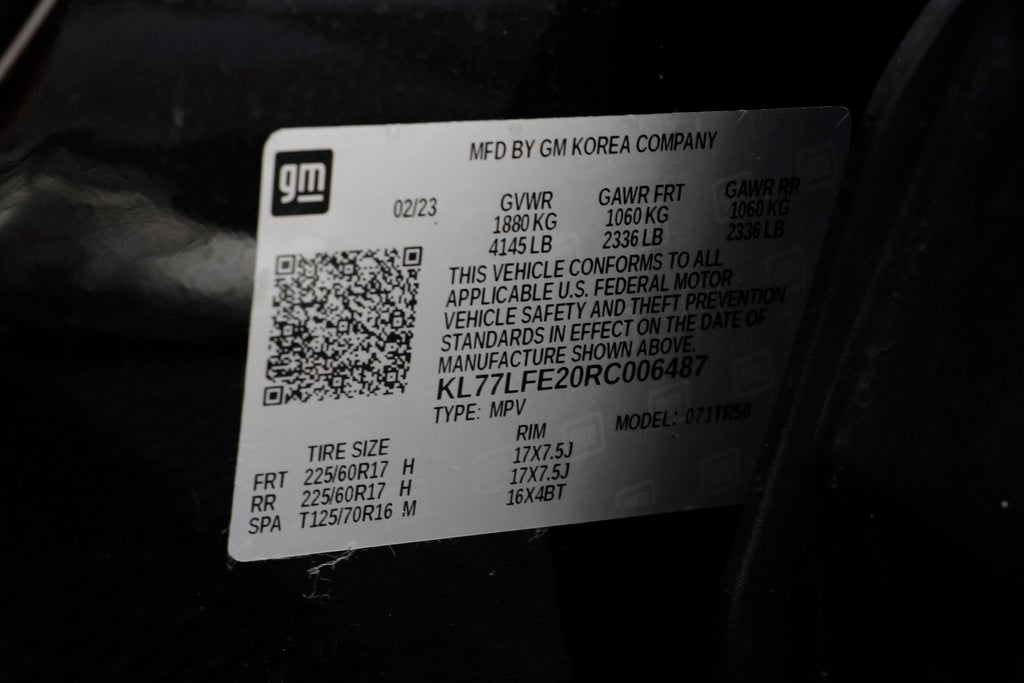 gm
MFD BY GM KOREA COMPANY
02/23 GVWR GAWR FRT GAWR RR
1880 KG 1060 KG 1060 KG
4145 LB 2336 LB 2336 LB
THIS VEHICLE CONFORMS TO ALL
APPLICABLE U.S. FEDERAL MOTOR
VEHICLE SAFETY AND THEFT PREVENTION
STANDARDS IN EFFECT ON THE DATE OF
MANUFACTURE SHOWN ABOVE.
KL77LFE20RC006487
TYPE: MPV MODEL: 071TR58
TIRE SIZE RIM
FRT 225/60R17 H 17X7.5J
RR 225/60R17 H 17X7.5J
SPA T125/70R16 M 16X4BT